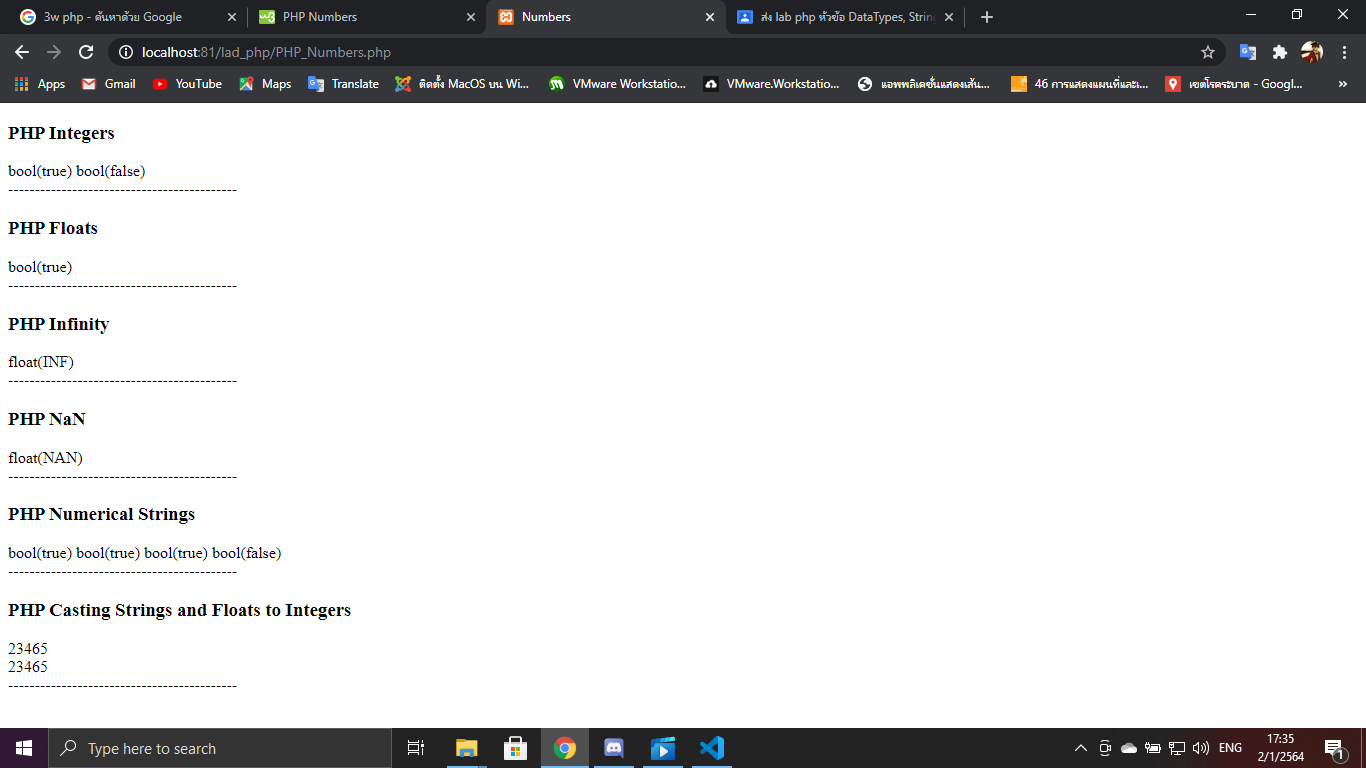 3w php - ค้นหาด้วย Google
PHP Numbers
Numbers
ส่ง lab php หัวข้อ DataTypes, Strin
localhost:81/lad_php/PHP_Numbers.php
Apps
Gmail
YouTube
Maps
Translate
ติดตั้ง MacOS บน Wi...
VMware Workstatio...
VMware.Workstatio...
แอพพลิเคชั่นแสดงเส้น...
46 การแสดงแผนที่และเ...
เขตโรคระบาด - Googl...
PHP Integers
bool(true) bool(false)
-------------------------------------------
PHP Floats
bool(true)
-------------------------------------------
PHP Infinity
float(INF)
-------------------------------------------
PHP NaN
float(NAN)
-------------------------------------------
PHP Numerical Strings
bool(true) bool(true) bool(true) bool(false)
-------------------------------------------
PHP Casting Strings and Floats to Integers
23465
23465
-------------------------------------------
Type here to search
ENG
17:35
2/1/2564
1